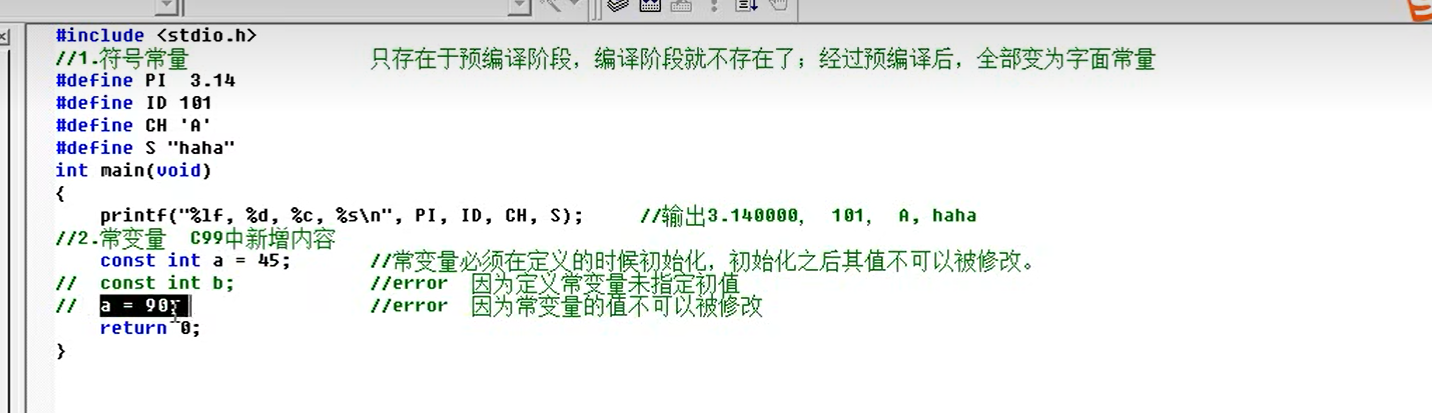 #include <stdio.h>
//1.符号常量 只存在于预编译阶段，编译阶段就不存在了；经过预编译后，全部变为字面常量
#define PI 3.14
#define ID 101
#define CH 'A'
#define S "haha"
int main(void)
{
printf("%lf, %d, %c, %s\n", PI, ID, CH, S); //输出3.140000, 101, A, haha
//2.常变量 C99中新增内容
const int a = 45; //常变量必须在定义的时候初始化，初始化之后其值不可以被修改。
// const int b; //error 因为定义常变量未指定初值
// a = 90; //error 因为常变量的值不可以被修改
return 0;
}